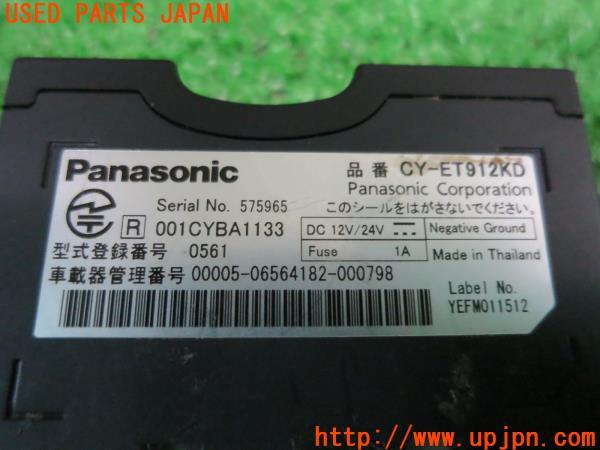 USED PARTS JAPAN
Panasonic
品番 CY-ET912KD
Panasonic Corporation
Serial No. 575965
このシールをはがさないでください。
R 001CYBA1133
DC 12V/24V
Negative Ground
型式登録番号 0561
Fuse 1A
Made in Thailand
車載器管理番号 00005-06564182-000798
Label No.
YEFM011512
UPJ http://www.upjpn.com/